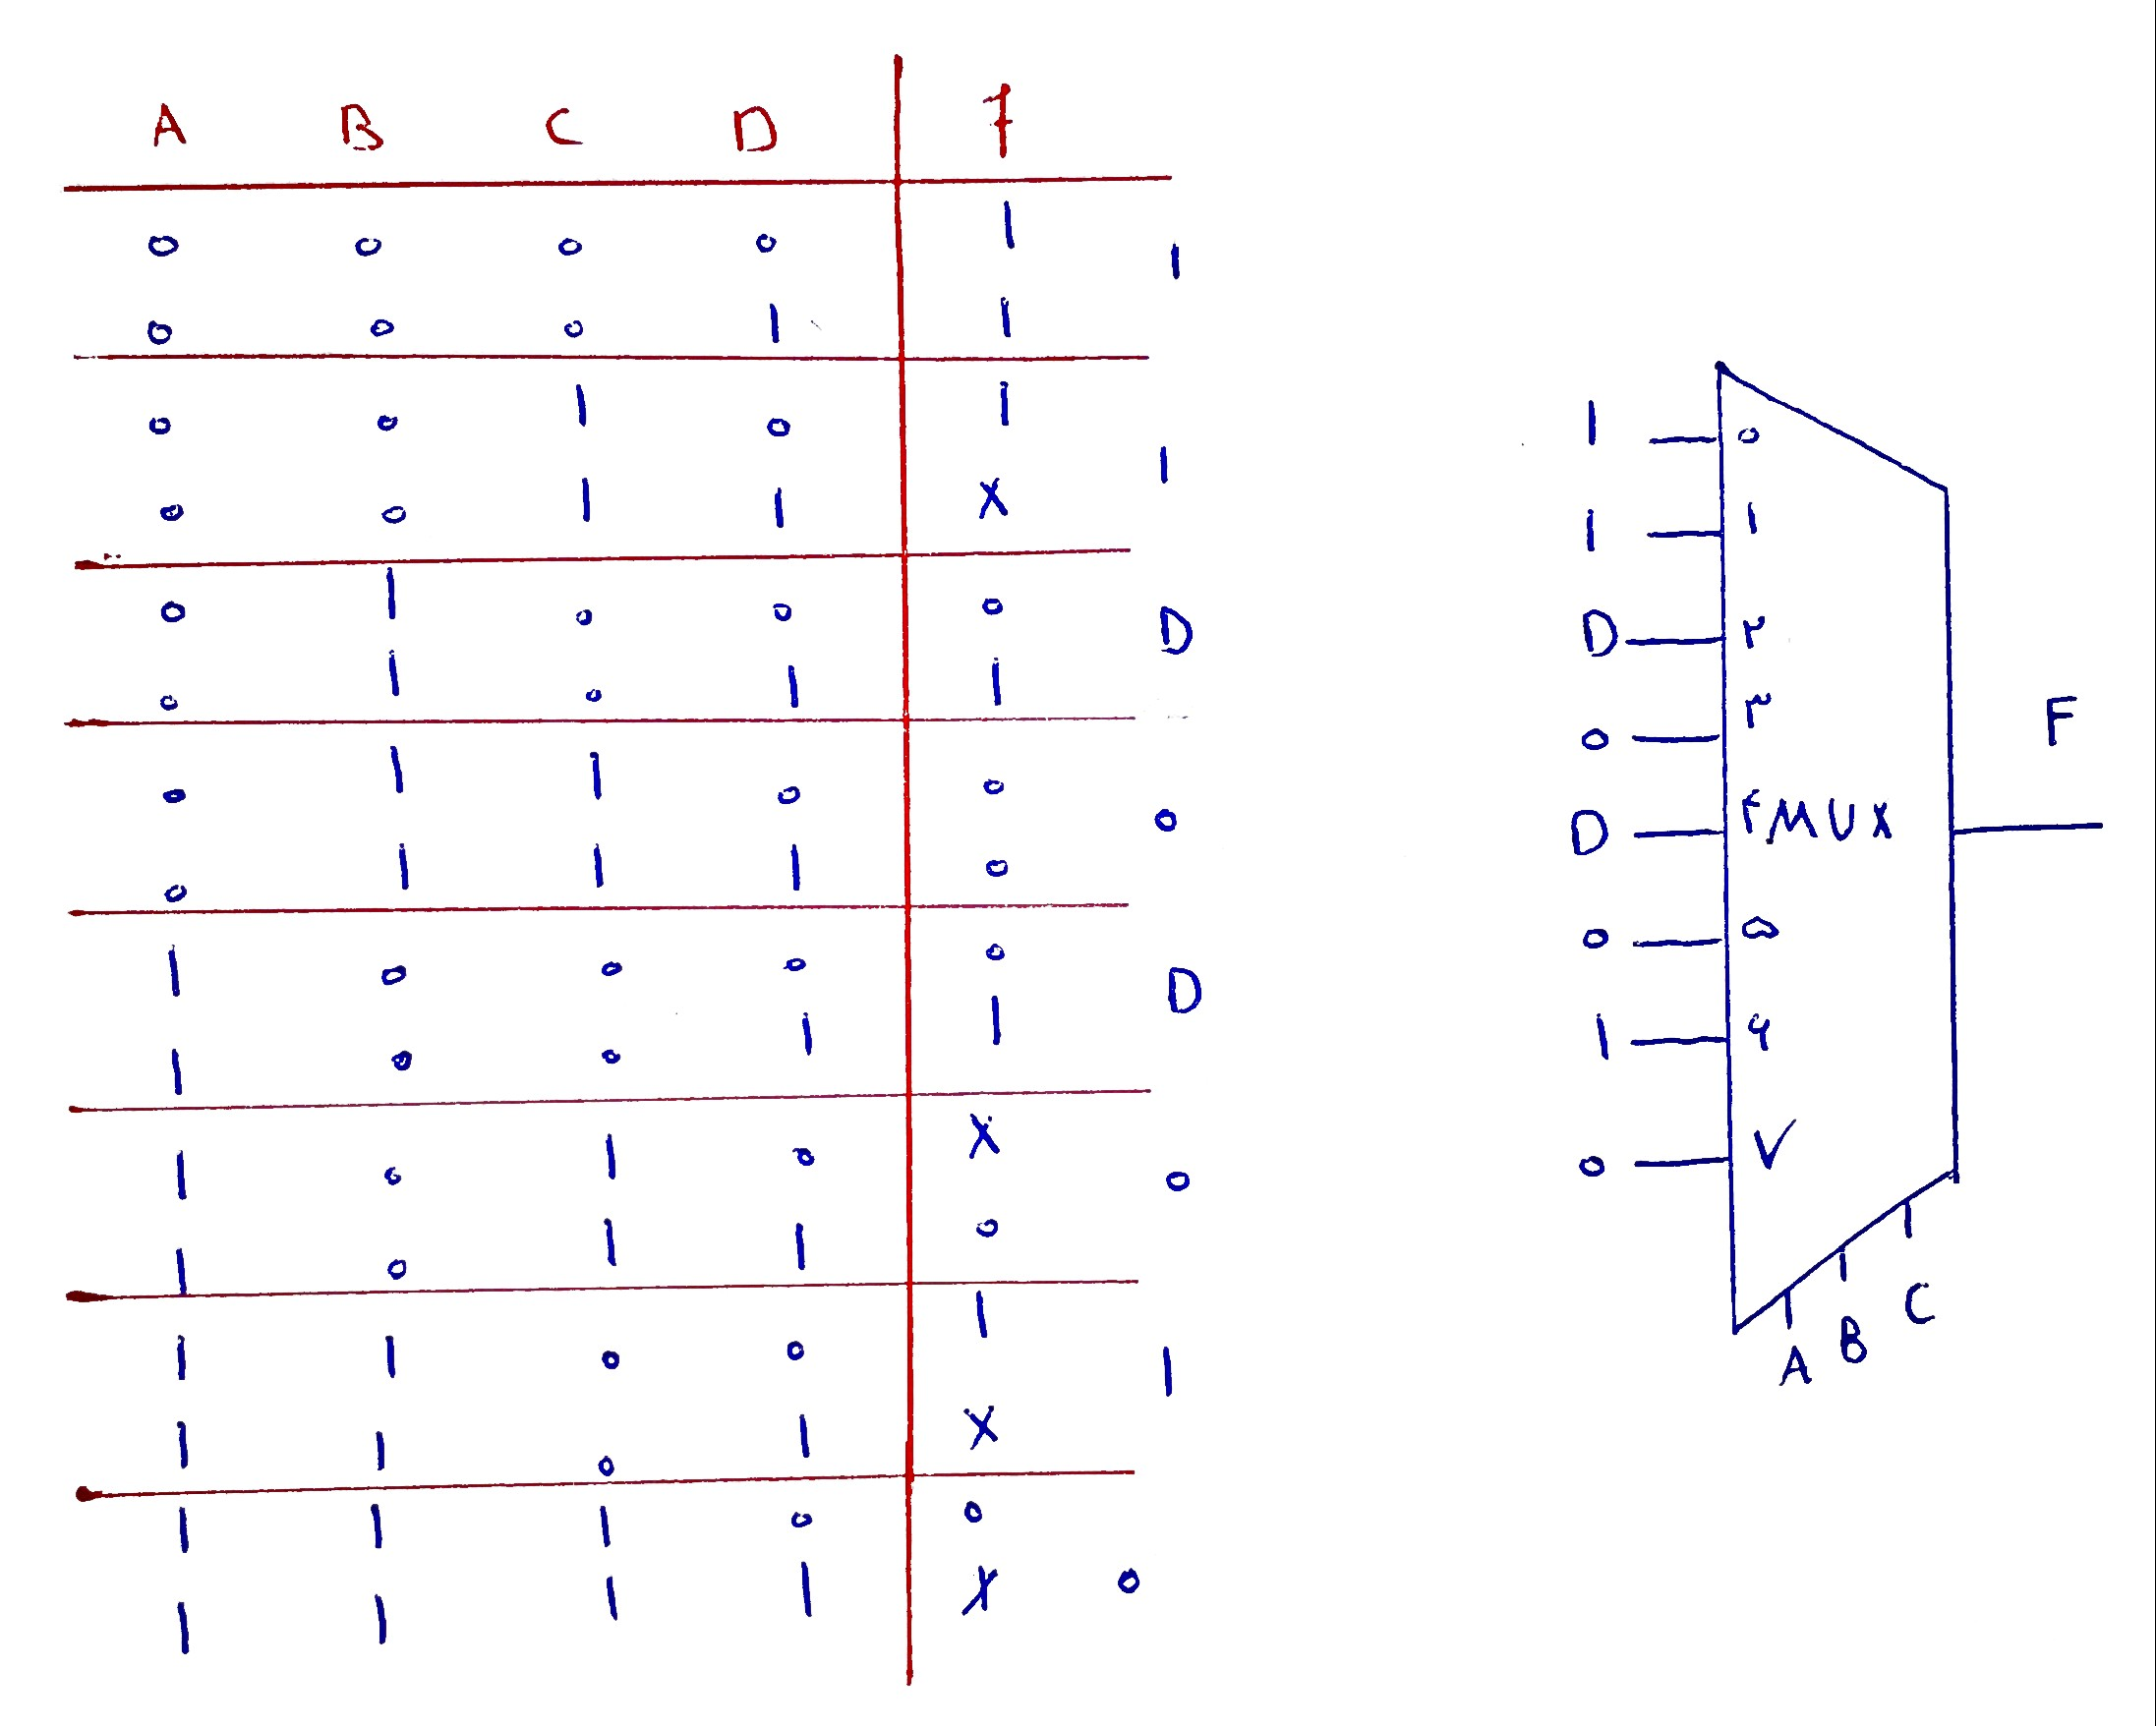 A B C D f
0 0 0 0 1
1
0 0 0 1 1
0 0 1 0 1
1
0 0 1 1 X
0 1 0 0 0
D
0 1 0 1 1
0 1 1 0 0
0
0 1 1 1 0
1 0 0 0 0
D
1 0 0 1 1
1 0 1 0 X
0
1 0 1 1 0
1 1 0 0 1
1
1 1 0 1 X
1 1 1 0 0
0
1 1 1 1 X
1 0
1 ۱
D ۲
0 ۳
D ۴ MUX
0 ۵
1 ۶
0 ۷
F
A B C